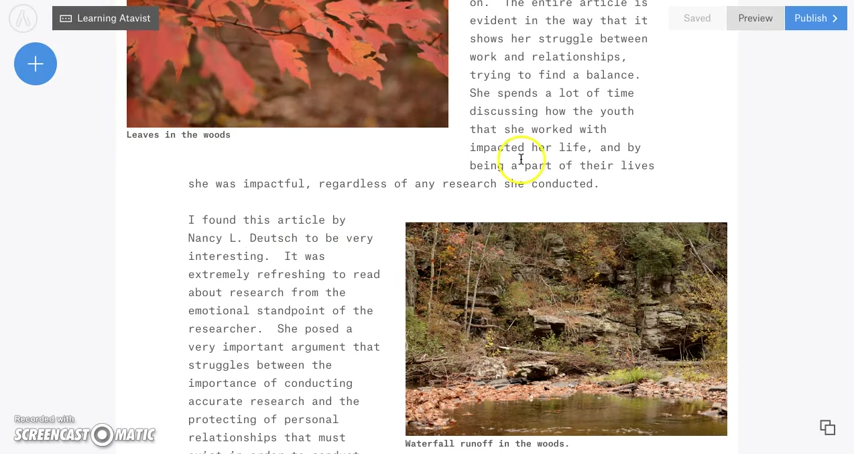 Learning Atavist
Saved
Preview
Publish
on. The entire article is
evident in the way that it
shows her struggle between
work and relationships,
trying to find a balance.
She spends a lot of time
discussing how the youth
that she worked with
impacted her life, and by
being a part of their lives
she was impactful, regardless of any research she conducted.
Leaves in the woods
I found this article by
Nancy L. Deutsch to be very
interesting. It was
extremely refreshing to read
about research from the
emotional standpoint of the
researcher. She posed a
very important argument that
struggles between the
importance of conducting
accurate research and the
protecting of personal
relationships that must
exist in order to conduct
Waterfall runoff in the woods.
Recorded with
SCREENCAST-O-MATIC